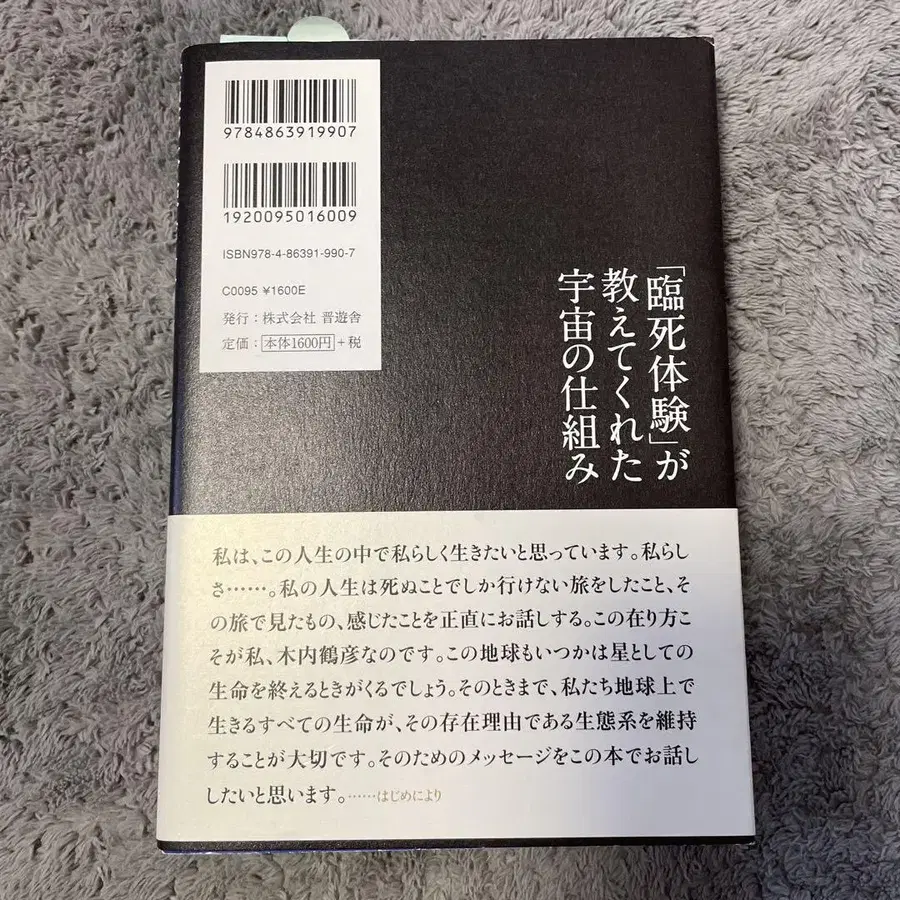 9784863919907
1920095016009
ISBN978-4-86391-990-7
C0095 ¥1600E
発行：株式会社 晋遊舎
定価：本体1600円＋税
「臨死体験」が
教えてくれた
宇宙の仕組み
私は、この人生の中で私らしく生きたいと思っています。私らし
さ……。私の人生は死ぬことでしか行けない旅をしたこと、そ
の旅で見たもの、感じたことを正直にお話しする。この在り方こ
そが私、木内鶴彦なのです。この地球もいつかは星としての
生命を終えるときがくるでしょう。そのときまで、私たち地球上で
生きるすべての生命が、その存在理由である生態系を維持
することが大切です。そのためのメッセージをこの本でお話し
したいと思います。……はじめにより